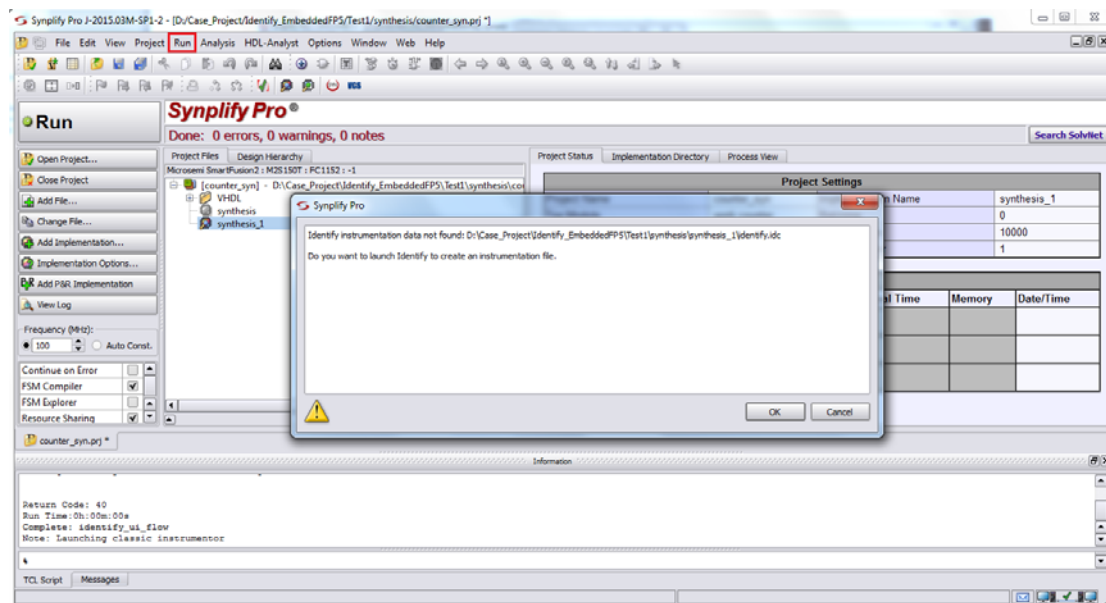 Synplify Pro J-2015.03M-SP1-2 - [D:/Case_Project/Identify_EmbeddedFP5/Test1/synthesis/counter_syn.prj *]
File Edit View Project Run Analysis HDL-Analyst Options Window Web Help
VCS
Run
Synplify Pro®
Done: 0 errors, 0 warnings, 0 notes
Search SolvNet
Open Project...
Close Project
Add File...
Change File...
Add Implementation...
Implementation Options...
Add P&R Implementation
View Log
Frequency (MHz):
100 Auto Const.
Continue on Error
FSM Compiler
FSM Explorer
Resource Sharing
Project Files Design Hierarchy
Microsemi SmartFusion2 : M2S150T : FC1152 : -1
[counter_syn] - D:\Case_Project\Identify_EmbeddedFP5\Test1\synthesis\cou
VHDL
synthesis
synthesis_1
Project Status Implementation Directory Process View
Project Settings
n Name synthesis_1
0
10000
1
al Time Memory Date/Time
Synplify Pro
Identify instrumentation data not found: D:\Case_Project\Identify_EmbeddedFP5\Test1\synthesis\synthesis_1\identify.idc
Do you want to launch Identify to create an instrumentation file.
OK Cancel
counter_syn.prj *
Information
Return Code: 40
Run Time:0h:00m:00s
Complete: identify_ui_flow
Note: Launching classic instrumentor
%
TCL Script Messages